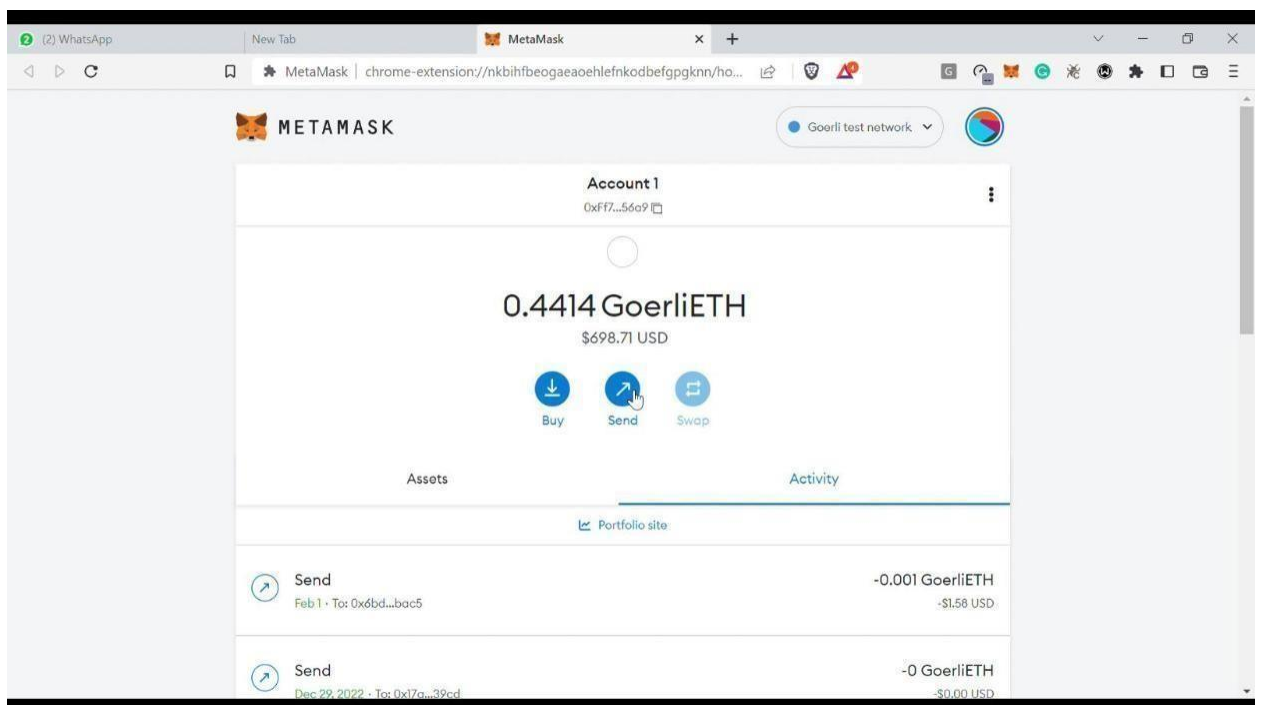 2 (2) WhatsApp
New Tab
MetaMask
MetaMask | chrome-extension://nkbihfbeogaeaoehlefnkodbefgpgknn/ho...
METAMASK
Goerli test network
Account 1
0xFf7...56a9
0.4414 GoerliETH
$698.71 USD
Buy Send Swap
Assets Activity
Portfolio site
Send -0.001 GoerliETH
Feb 1 · To: 0x6bd...bac5 -$1.58 USD
Send -0 GoerliETH
Dec 29, 2022 · To: 0x17a...39cd -$0.00 USD